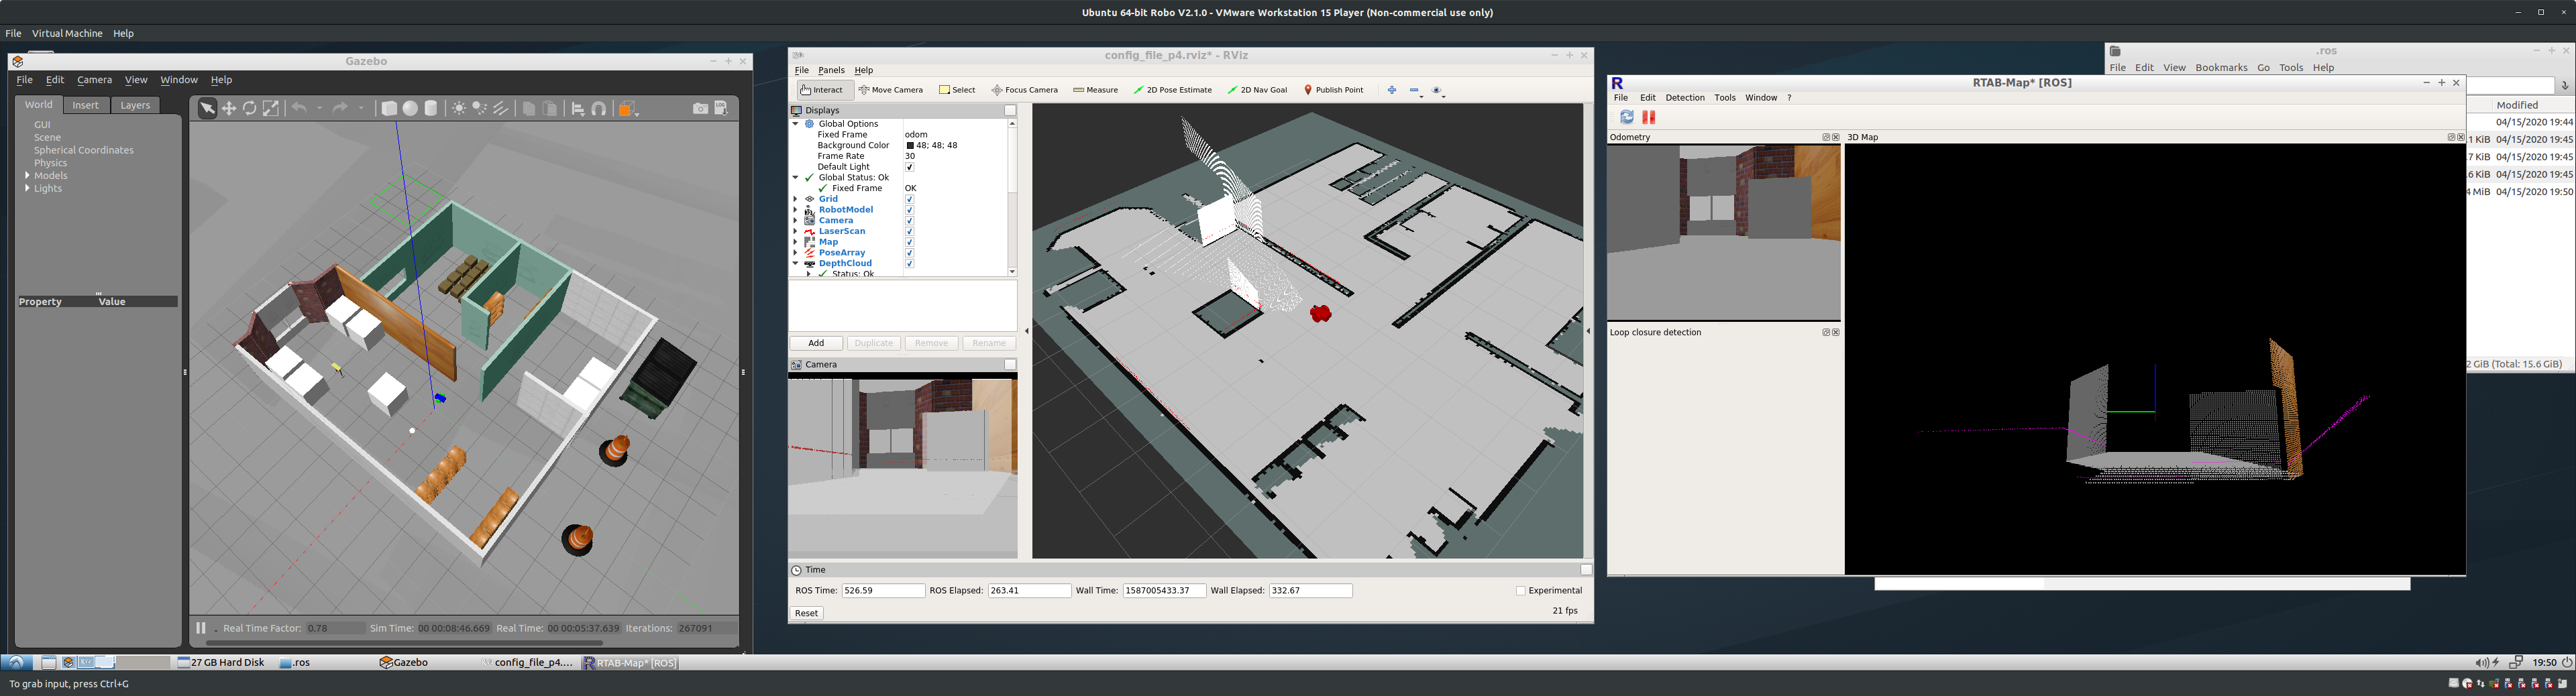 Ubuntu 64-bit Robo V2.1.0 - VMware Workstation 15 Player (Non-commercial use only)
File Virtual Machine Help
Gazebo
File Edit Camera View Window Help
World Insert Layers
GUI
Scene
Spherical Coordinates
Physics
Models
Lights
Property Value
Real Time Factor: 0.78 Sim Time: 00 00:08:46.669 Real Time: 00 00:05:37.639 Iterations: 267091
config_file_p4.rviz* - RViz
File Panels Help
Interact Move Camera Select Focus Camera Measure 2D Pose Estimate 2D Nav Goal Publish Point
Displays
Global Options
Fixed Frame odom
Background Color 48; 48; 48
Frame Rate 30
Default Light
Global Status: Ok
Fixed Frame OK
Grid
RobotModel
Camera
LaserScan
Map
PoseArray
DepthCloud
Status: Ok
Add Duplicate Remove Rename
Camera
Time
ROS Time: 526.59 ROS Elapsed: 263.41 Wall Time: 1587005433.37 Wall Elapsed: 332.67 Experimental
Reset 21 fps
.ros
File Edit View Bookmarks Go Tools Help
Modified
04/15/2020 19:44
.1 KiB 04/15/2020 19:45
.7 KiB 04/15/2020 19:45
.6 KiB 04/15/2020 19:45
4 MiB 04/15/2020 19:50
2 GiB (Total: 15.6 GiB)
RTAB-Map* [ROS]
File Edit Detection Tools Window ?
Odometry 3D Map
Loop closure detection
27 GB Hard Disk .ros Gazebo config_file_p4.... RTAB-Map* [ROS] 19:50
To grab input, press Ctrl+G